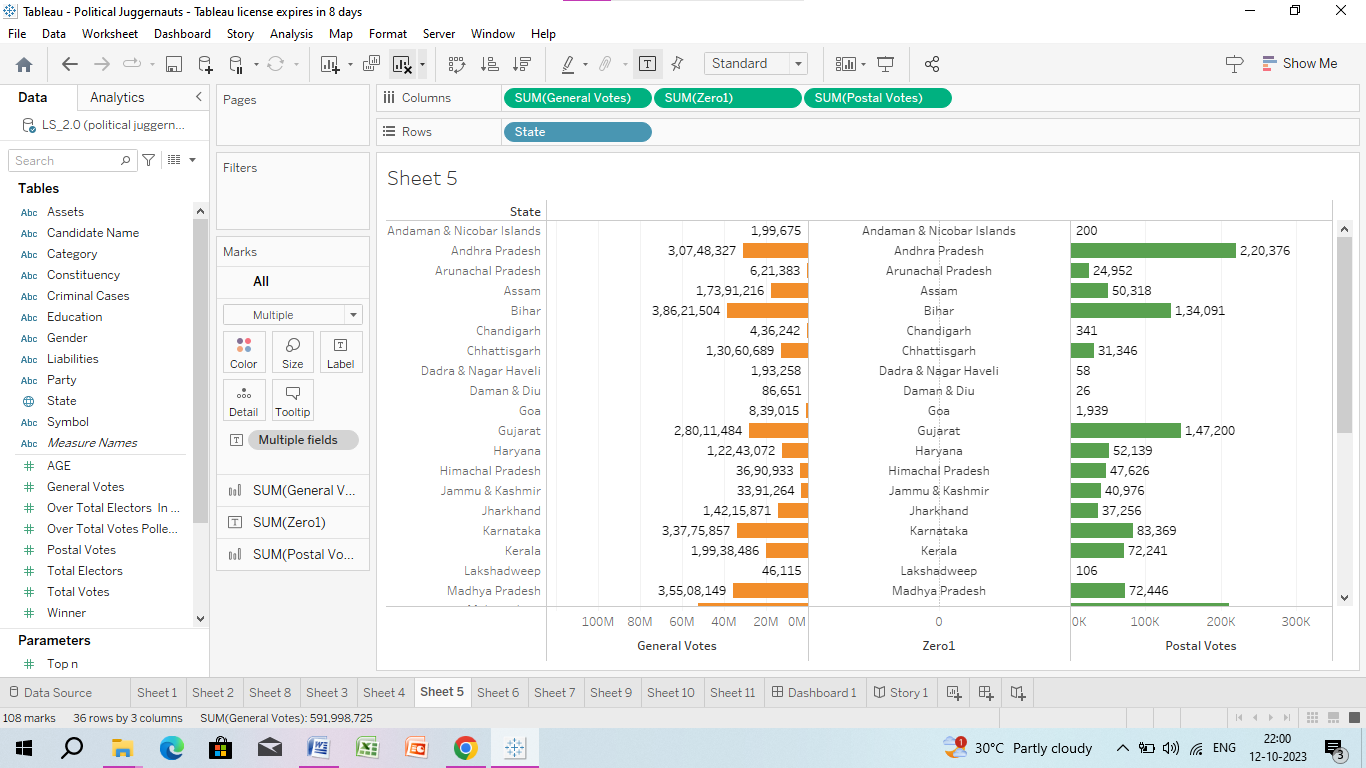 Tableau - Political Juggernauts - Tableau license expires in 8 days
File Data Worksheet Dashboard Story Analysis Map Format Server Window Help
Standard
Show Me
Data Analytics
LS_2.0 (political juggern...
Search
Tables
Abc Assets
Abc Candidate Name
Abc Category
Abc Constituency
Abc Criminal Cases
Abc Education
Abc Gender
Abc Liabilities
Abc Party
State
Abc Symbol
Abc Measure Names
# AGE
# General Votes
# Over Total Electors In ...
# Over Total Votes Polle...
# Postal Votes
# Total Electors
# Total Votes
# Winner
Parameters
# Top n
Pages
Filters
Marks
All
Multiple
Color Size T Label
Detail Tooltip
T Multiple fields
SUM(General V...
T SUM(Zero1)
SUM(Postal Vo...
Columns SUM(General Votes) SUM(Zero1) SUM(Postal Votes)
Rows State
Sheet 5
State
Andaman & Nicobar Islands 1,99,675 Andaman & Nicobar Islands 200
Andhra Pradesh 3,07,48,327 Andhra Pradesh 2,20,376
Arunachal Pradesh 6,21,383 Arunachal Pradesh 24,952
Assam 1,73,91,216 Assam 50,318
Bihar 3,86,21,504 Bihar 1,34,091
Chandigarh 4,36,242 Chandigarh 341
Chhattisgarh 1,30,60,689 Chhattisgarh 31,346
Dadra & Nagar Haveli 1,93,258 Dadra & Nagar Haveli 58
Daman & Diu 86,651 Daman & Diu 26
Goa 8,39,015 Goa 1,939
Gujarat 2,80,11,484 Gujarat 1,47,200
Haryana 1,22,43,072 Haryana 52,139
Himachal Pradesh 36,90,933 Himachal Pradesh 47,626
Jammu & Kashmir 33,91,264 Jammu & Kashmir 40,976
Jharkhand 1,42,15,871 Jharkhand 37,256
Karnataka 3,37,75,857 Karnataka 83,369
Kerala 1,99,38,486 Kerala 72,241
Lakshadweep 46,115 Lakshadweep 106
Madhya Pradesh 3,55,08,149 Madhya Pradesh 72,446
100M 80M 60M 40M 20M 0M 0 0K 100K 200K 300K
General Votes Zero1 Postal Votes
Data Source Sheet 1 Sheet 2 Sheet 8 Sheet 3 Sheet 4 Sheet 5 Sheet 6 Sheet 7 Sheet 9 Sheet 10 Sheet 11 Dashboard 1 Story 1
108 marks 36 rows by 3 columns SUM(General Votes): 591,998,725
1 30°C Partly cloudy ENG 22:00
12-10-2023 3